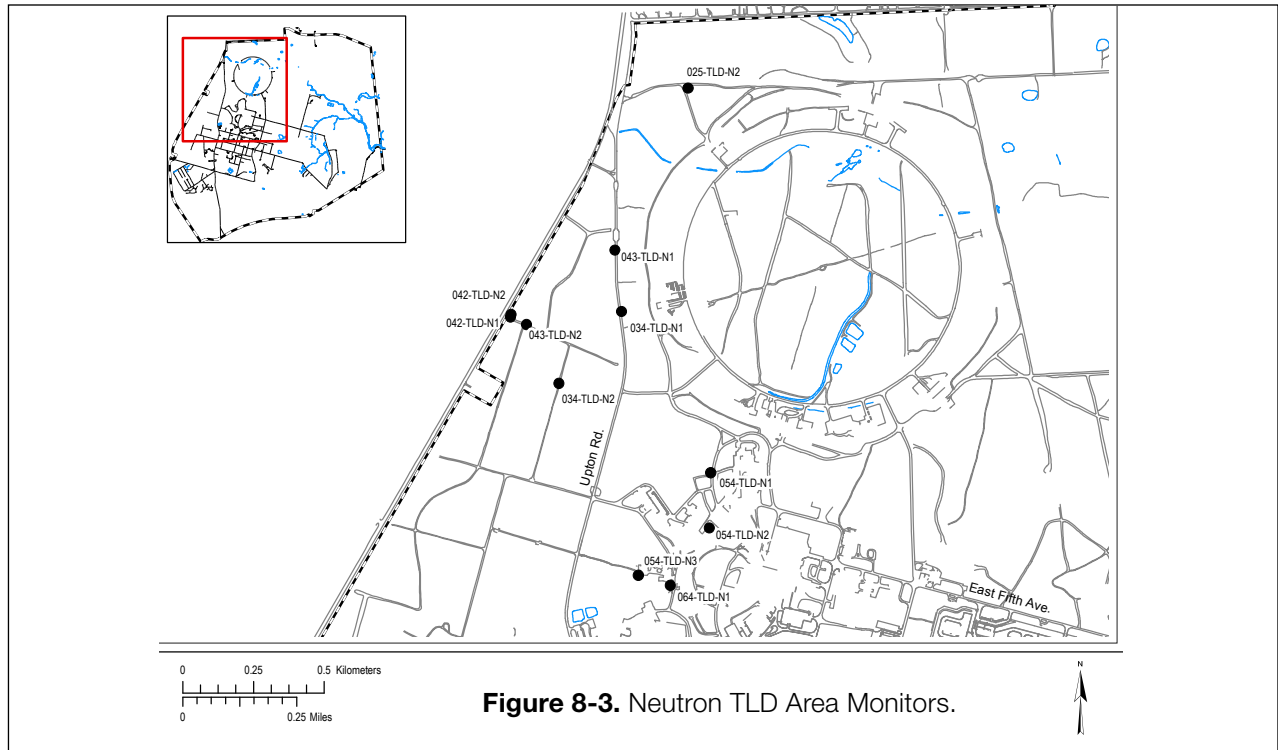 025-TLD-N2
043-TLD-N1
042-TLD-N2
042-TLD-N1
043-TLD-N2
034-TLD-N1
034-TLD-N2
Upton Rd.
054-TLD-N1
054-TLD-N2
054-TLD-N3
064-TLD-N1
East Fifth Ave.
0 0.25 0.5 Kilometers
0 0.25 Miles
Figure 8-3. Neutron TLD Area Monitors.
N